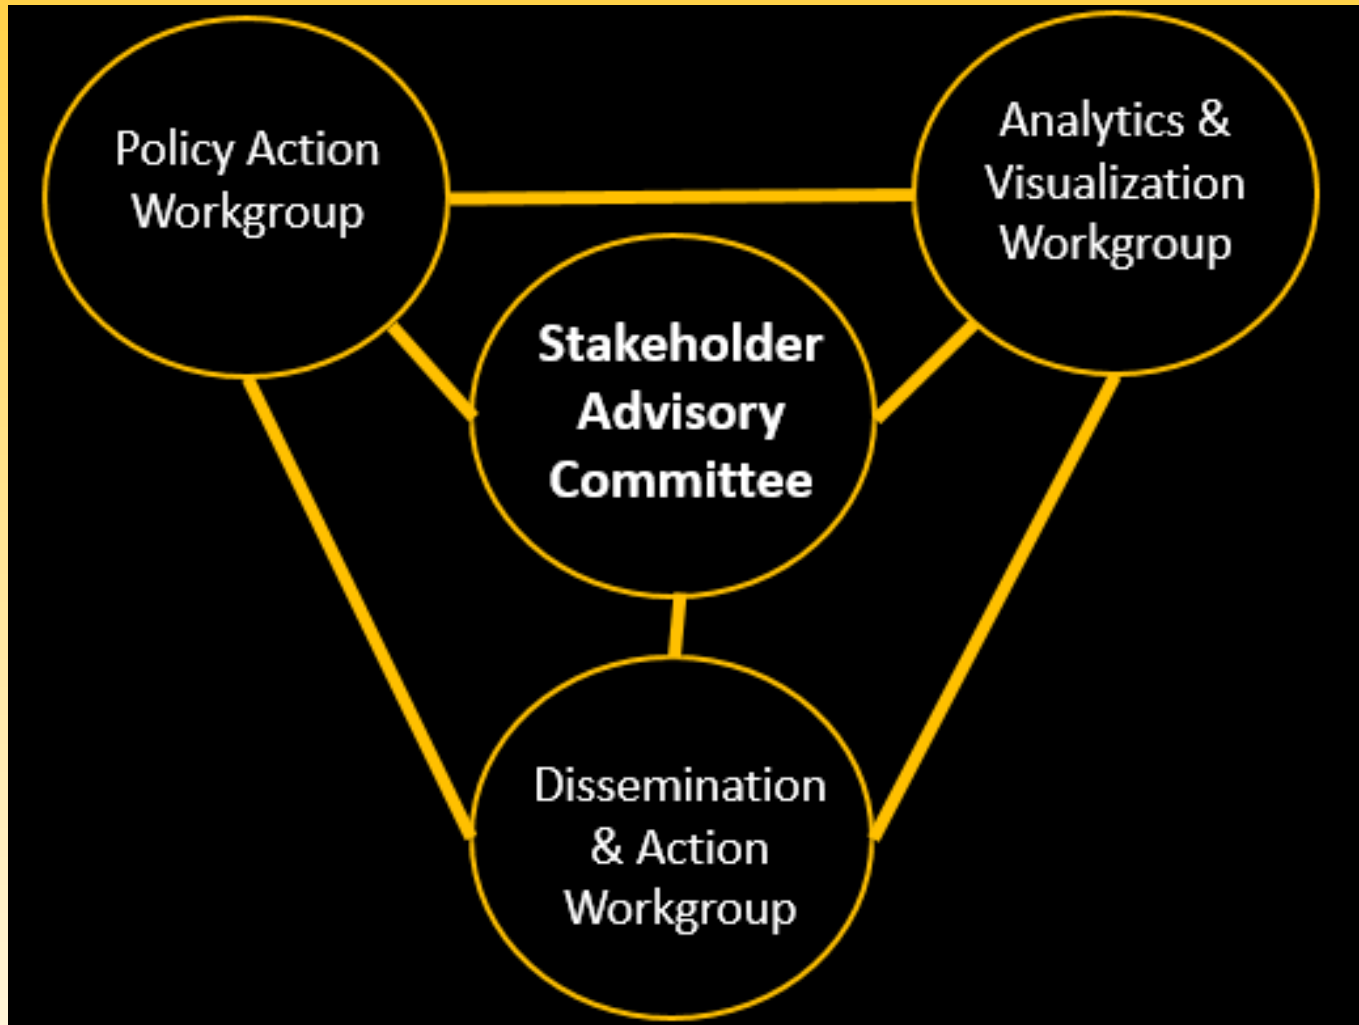 Policy Action
Workgroup
Analytics &
Visualization
Workgroup
Stakeholder
Advisory
Committee
Dissemination
& Action
Workgroup